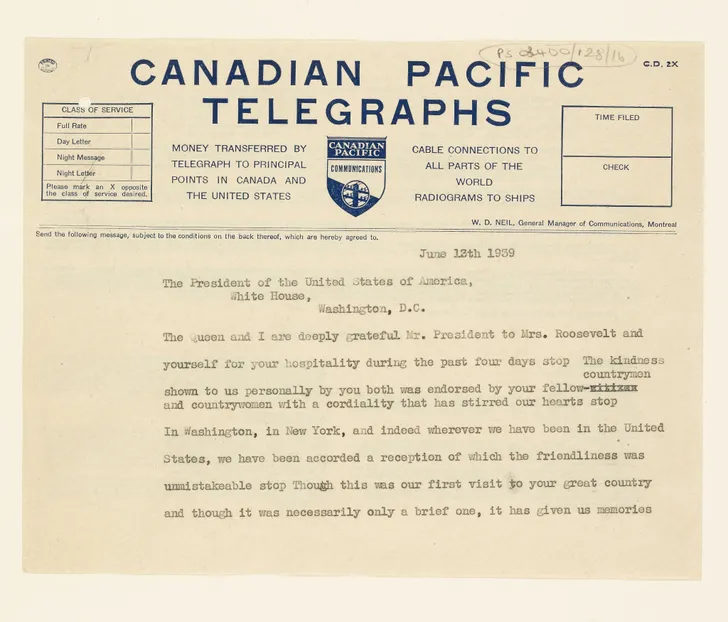 PS 03400/128/16
CANADIAN PACIFIC
TELEGRAPHS
C.D. 2X
CLASS OF SERVICE
Full Rate
Day Letter
Night Message
Night Letter
Please mark an X opposite
the class of service desired.
MONEY TRANSFERRED BY
TELEGRAPH TO PRINCIPAL
POINTS IN CANADA AND
THE UNITED STATES
CANADIAN
PACIFIC
COMMUNICATIONS
CABLE CONNECTIONS TO
ALL PARTS OF THE
WORLD
RADIOGRAMS TO SHIPS
TIME FILED
CHECK
W. D. NEIL, General Manager of Communications, Montreal
Send the following message, subject to the conditions on the back thereof, which are hereby agreed to.
June 12th 1939
The President of the United States of America,
White House,
Washington, D.C.
The Queen and I are deeply grateful Mr. President to Mrs. Roosevelt and
yourself for your hospitality during the past four days stop The kindness
countrymen
shown to us personally by you both was endorsed by your fellow-
and countrywomen with a cordiality that has stirred our hearts stop
In Washington, in New York, and indeed wherever we have been in the United
States, we have been accorded a reception of which the friendliness was
unmistakeable stop Though this was our first visit to your great country
and though it was necessarily only a brief one, it has given us memories